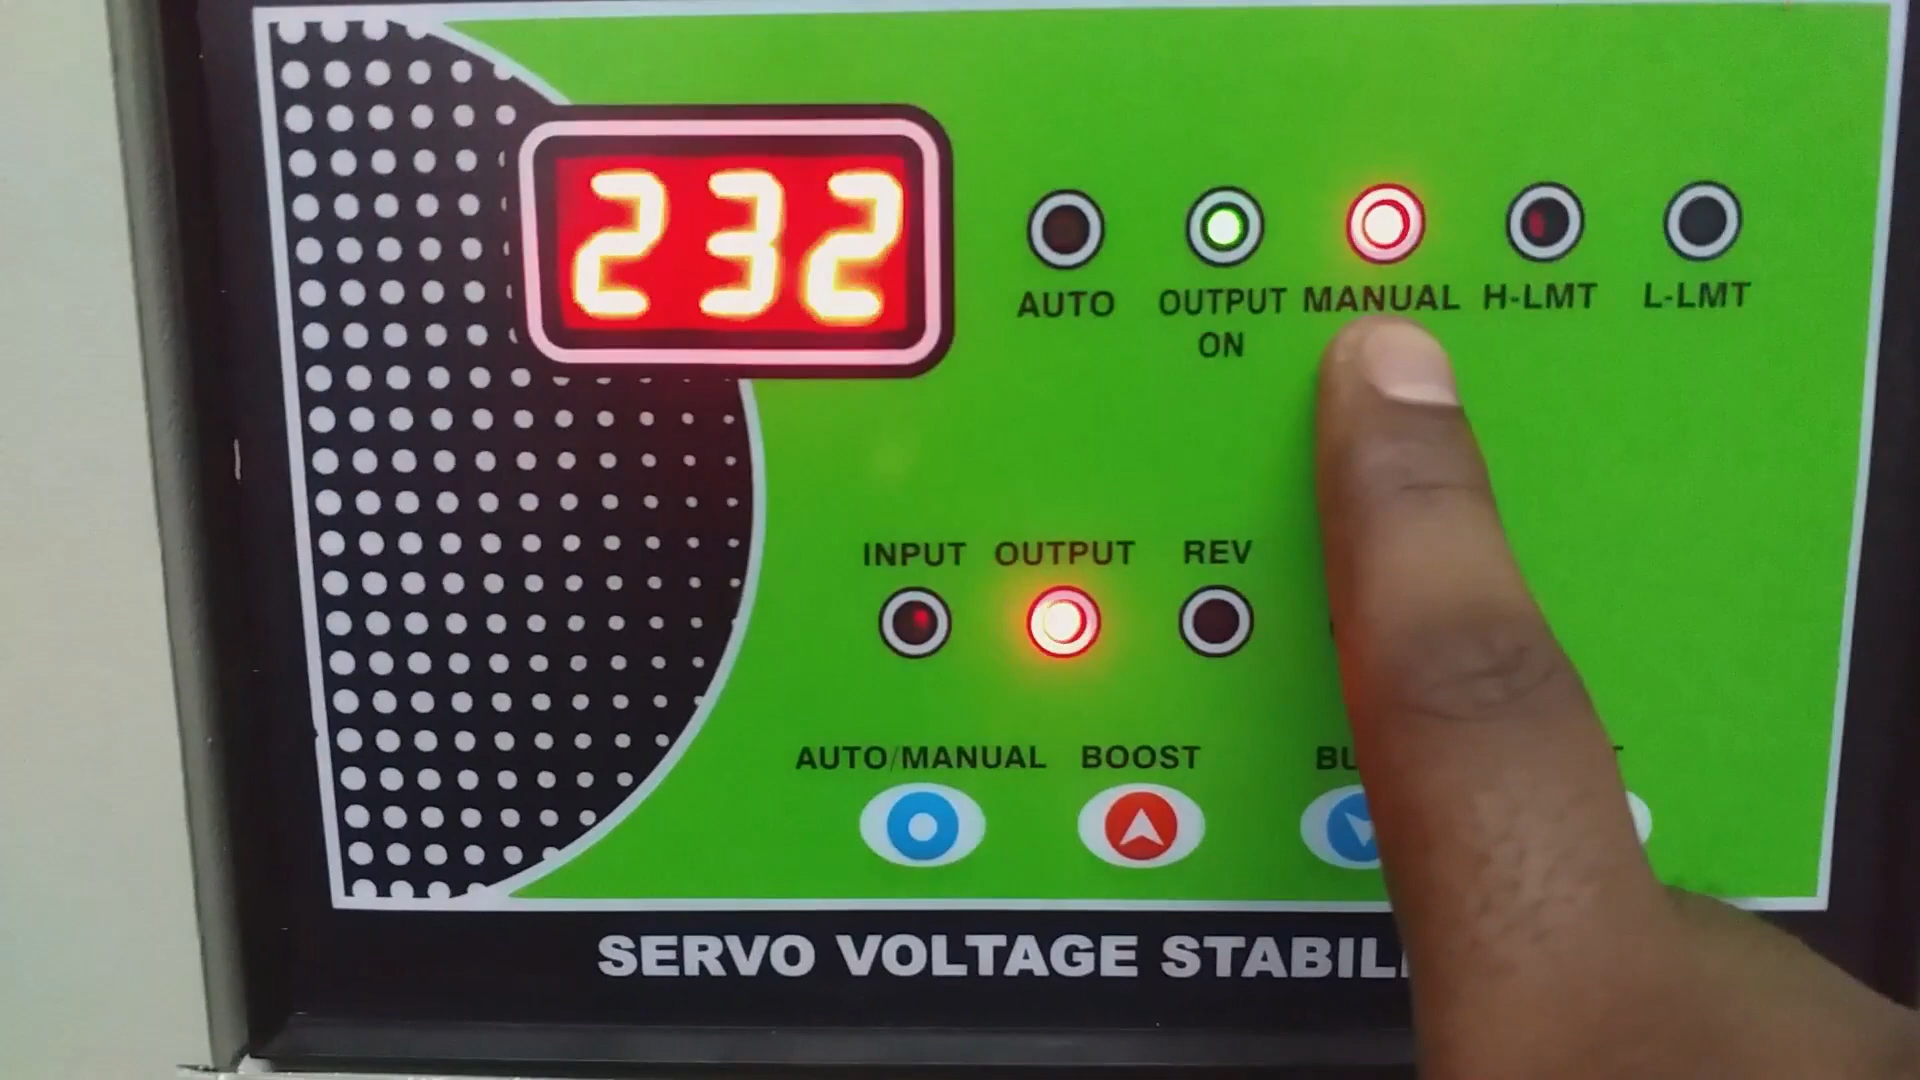 232
AUTO OUTPUT ON MANUAL H-LMT L-LMT
INPUT OUTPUT REV
AUTO/MANUAL BOOST
SERVO VOLTAGE